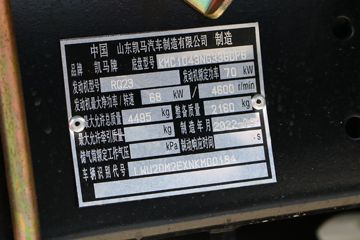 中国 山东凯马汽车制造有限公司 制造
品牌 凯马牌 底盘型号 KMC1043NG33GDP6
发动机型号 RQ23 发动机额定功率 70 kW
发动机最大净功率/转速 68 kW / 4600 r/min
最大允许总质量 4495 kg 整备质量 2160 kg
最大允许牵引质量 kg 制造年月 2022
储气筒额定工作气压 kPa 制动响应时间 s
车辆识别代号